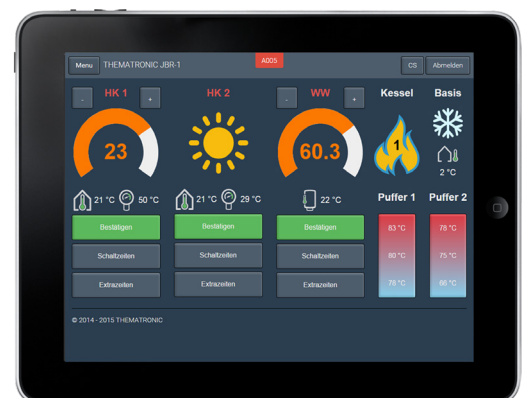 Menu THEMATRONIC JBR-1 A005 CS Abmelden
- HK 1 + HK 2 - WW + Kessel Basis
23 60.3 1
2 °C
21 °C 50 °C 21 °C 29 °C 22 °C Puffer 1 Puffer 2
Bestätigen Bestätigen Bestätigen 83 °C 78 °C
Schaltzeiten Schaltzeiten Schaltzeiten 80 °C 75 °C
Extrazeiten Extrazeiten Extrazeiten 78 °C 66 °C
© 2014 - 2015 THEMATRONIC